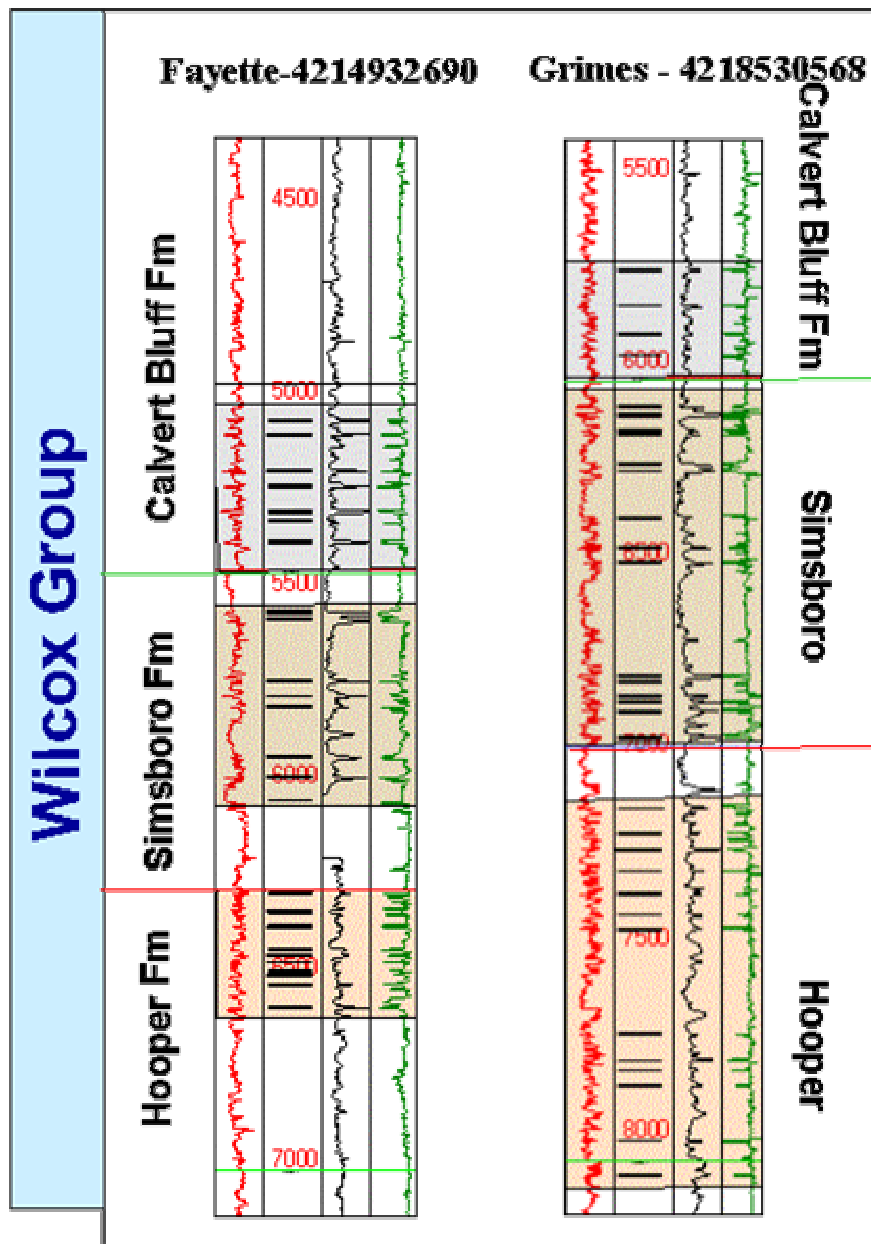 Fayette-4214932690
Grimes - 4218530568
Wilcox Group
Calvert Bluff Fm
Simsboro Fm
Hooper Fm
4500
5000
5500
6000
6500
7000
5500
6000
6500
7000
7500
8000
Calvert Bluff Fm
Simsboro
Hooper